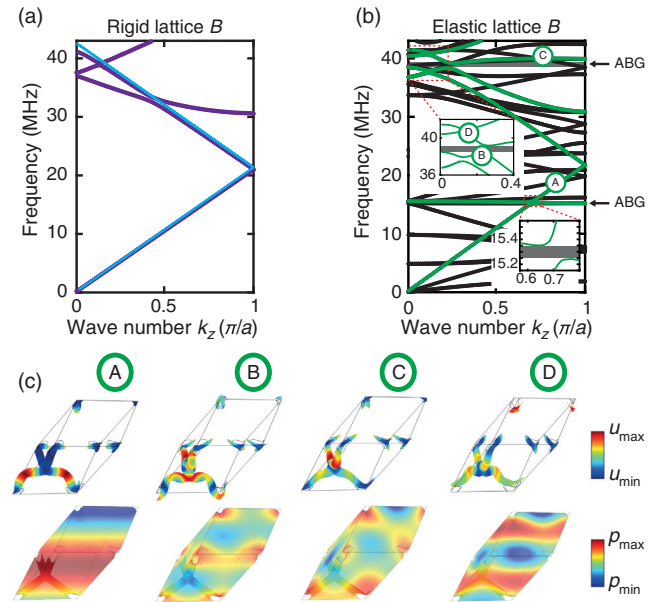 (a) Rigid lattice B
Frequency (MHz)
40
30
20
10
0
0 0.5 1
Wave number kz (π/a)
(b) Elastic lattice B
Frequency (MHz)
40
30
20
10
0
0 0.5 1
Wave number kz (π/a)
C
ABG
40
D
B
36
0 0.4
A
ABG
15.4
15.2
0.6 0.7
(c)
A B C D
umax
umin
pmax
pmin